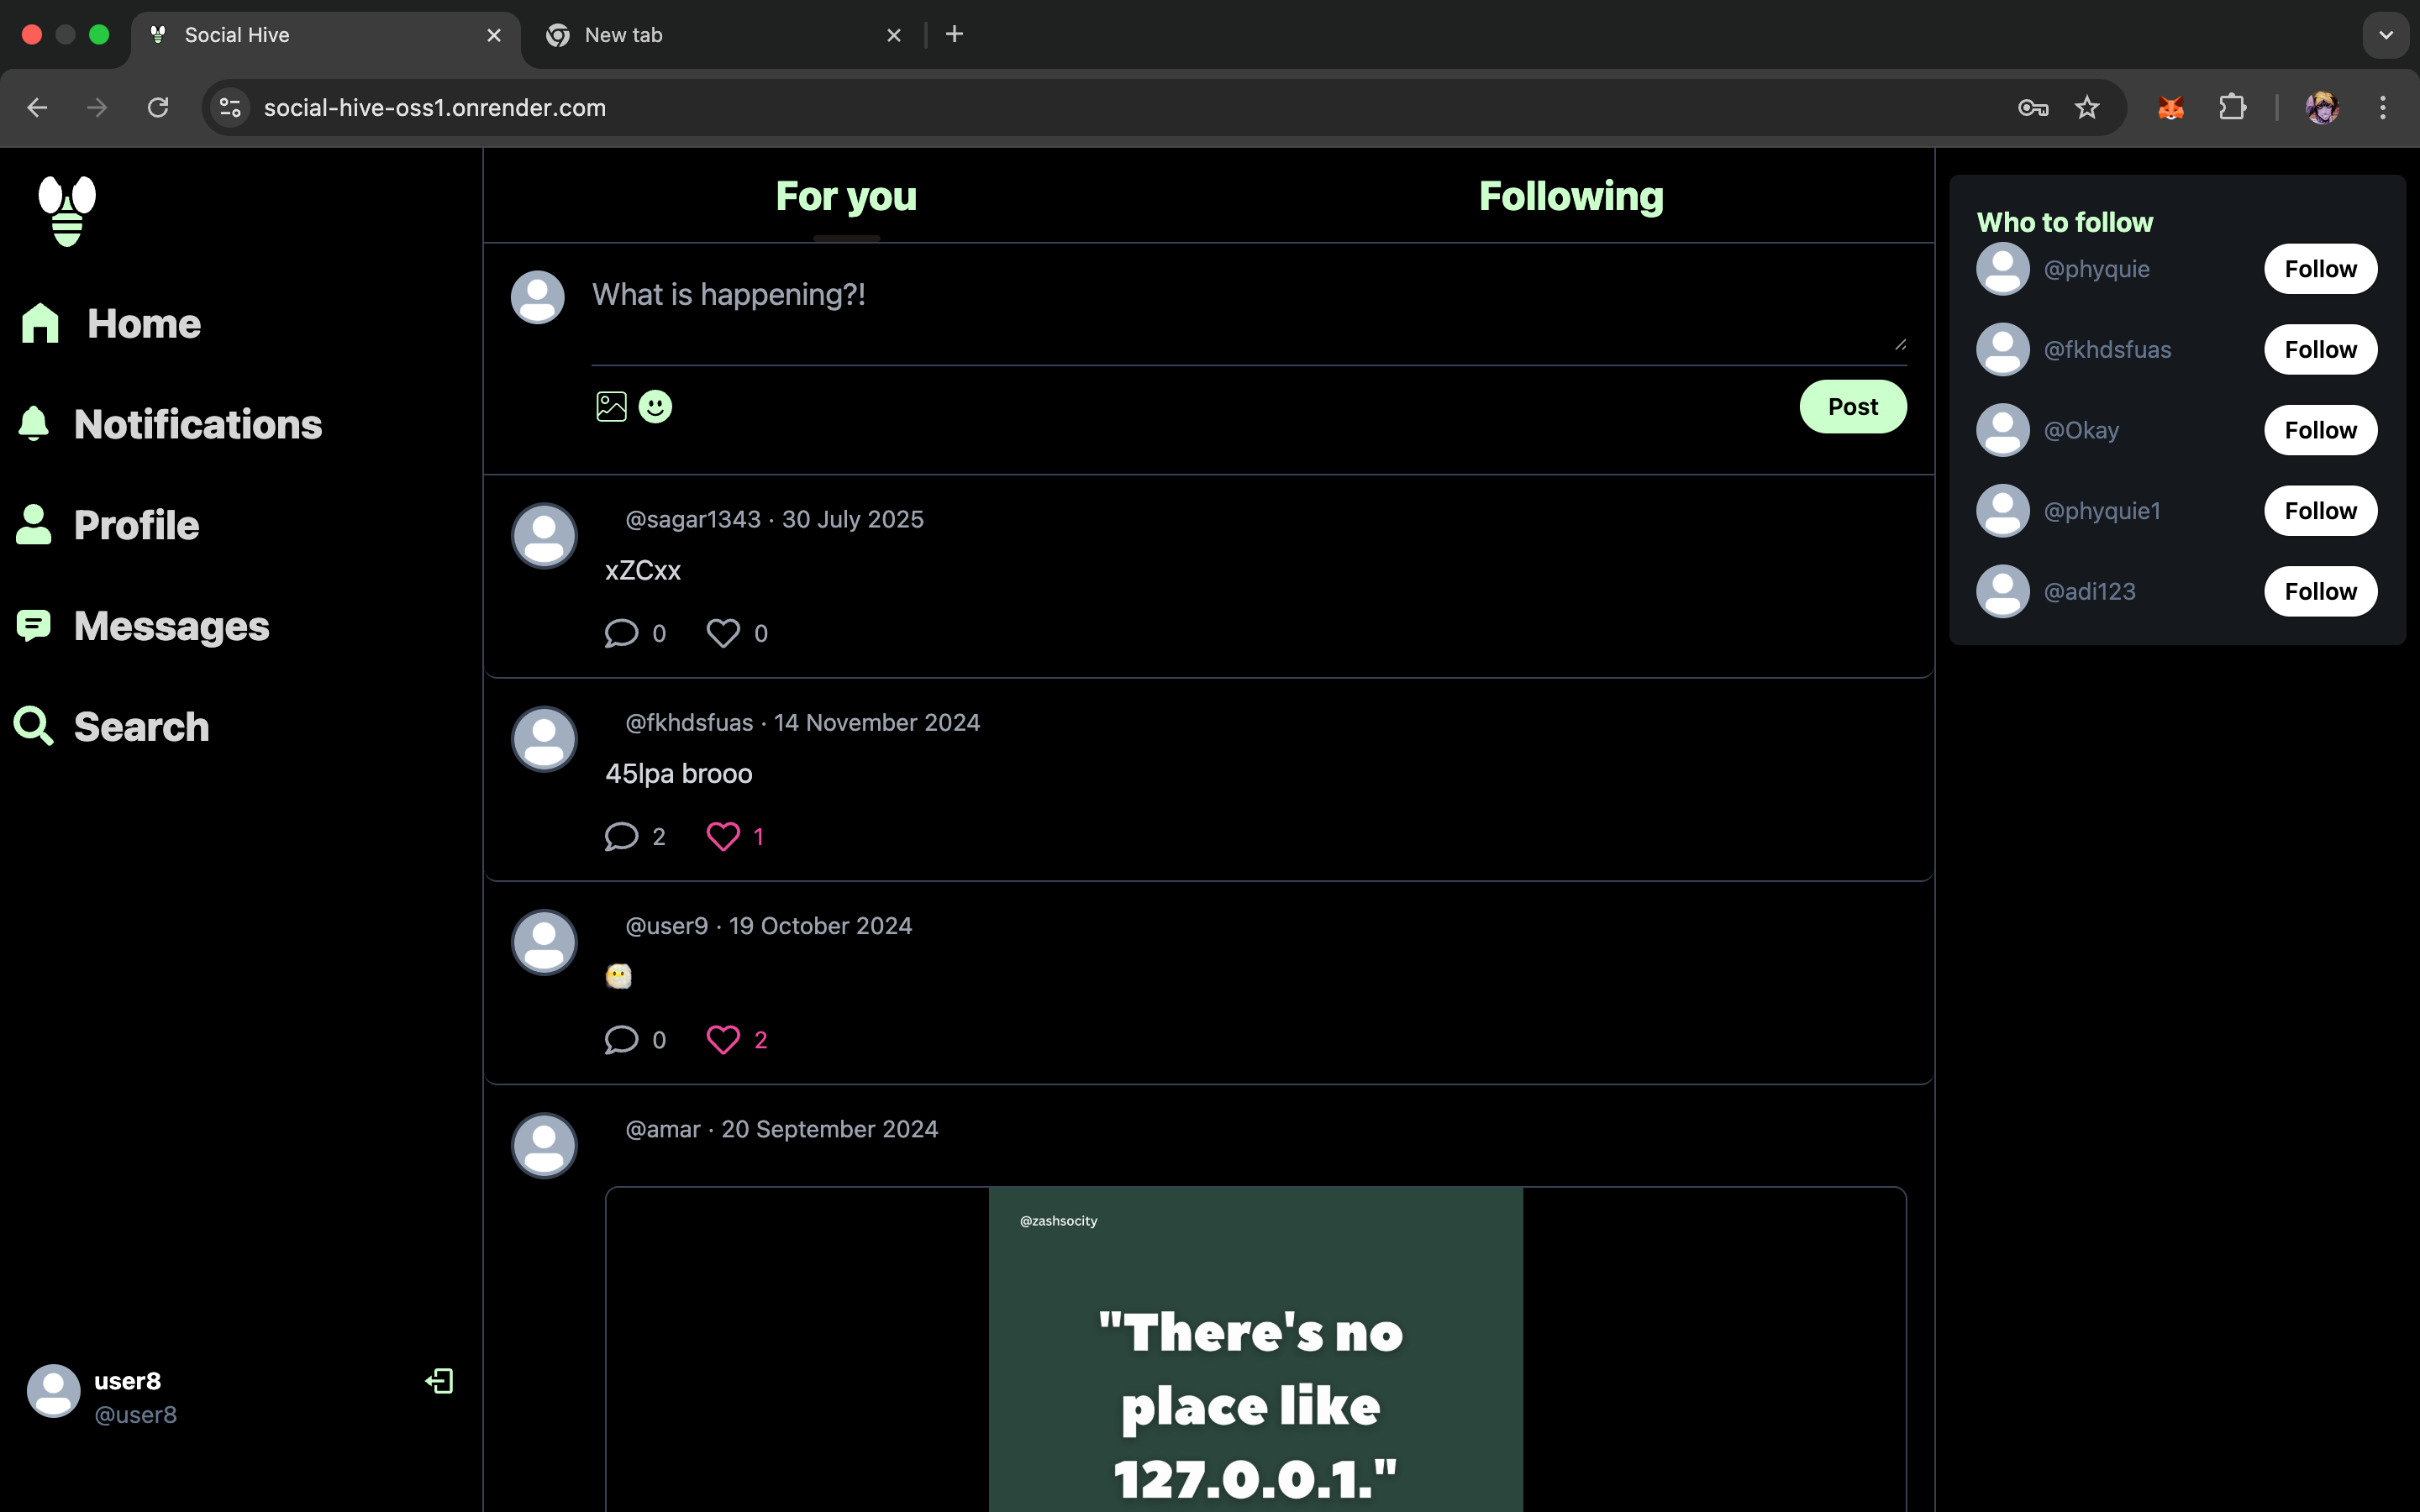 Social Hive
New tab
social-hive-oss1.onrender.com
Home
Notifications
Profile
Messages
Search
user8
@user8
For you
Following
What is happening?!
Post
@sagar1343 · 30 July 2025
xZCxx
0 0
@fkhdsfuas · 14 November 2024
45lpa brooo
2 1
@user9 · 19 October 2024
😶‍🌫️
0 2
@amar · 20 September 2024
@zashsocity
"There's no
place like
127.0.0.1."
Who to follow
@phyquie Follow
@fkhdsfuas Follow
@Okay Follow
@phyquie1 Follow
@adi123 Follow